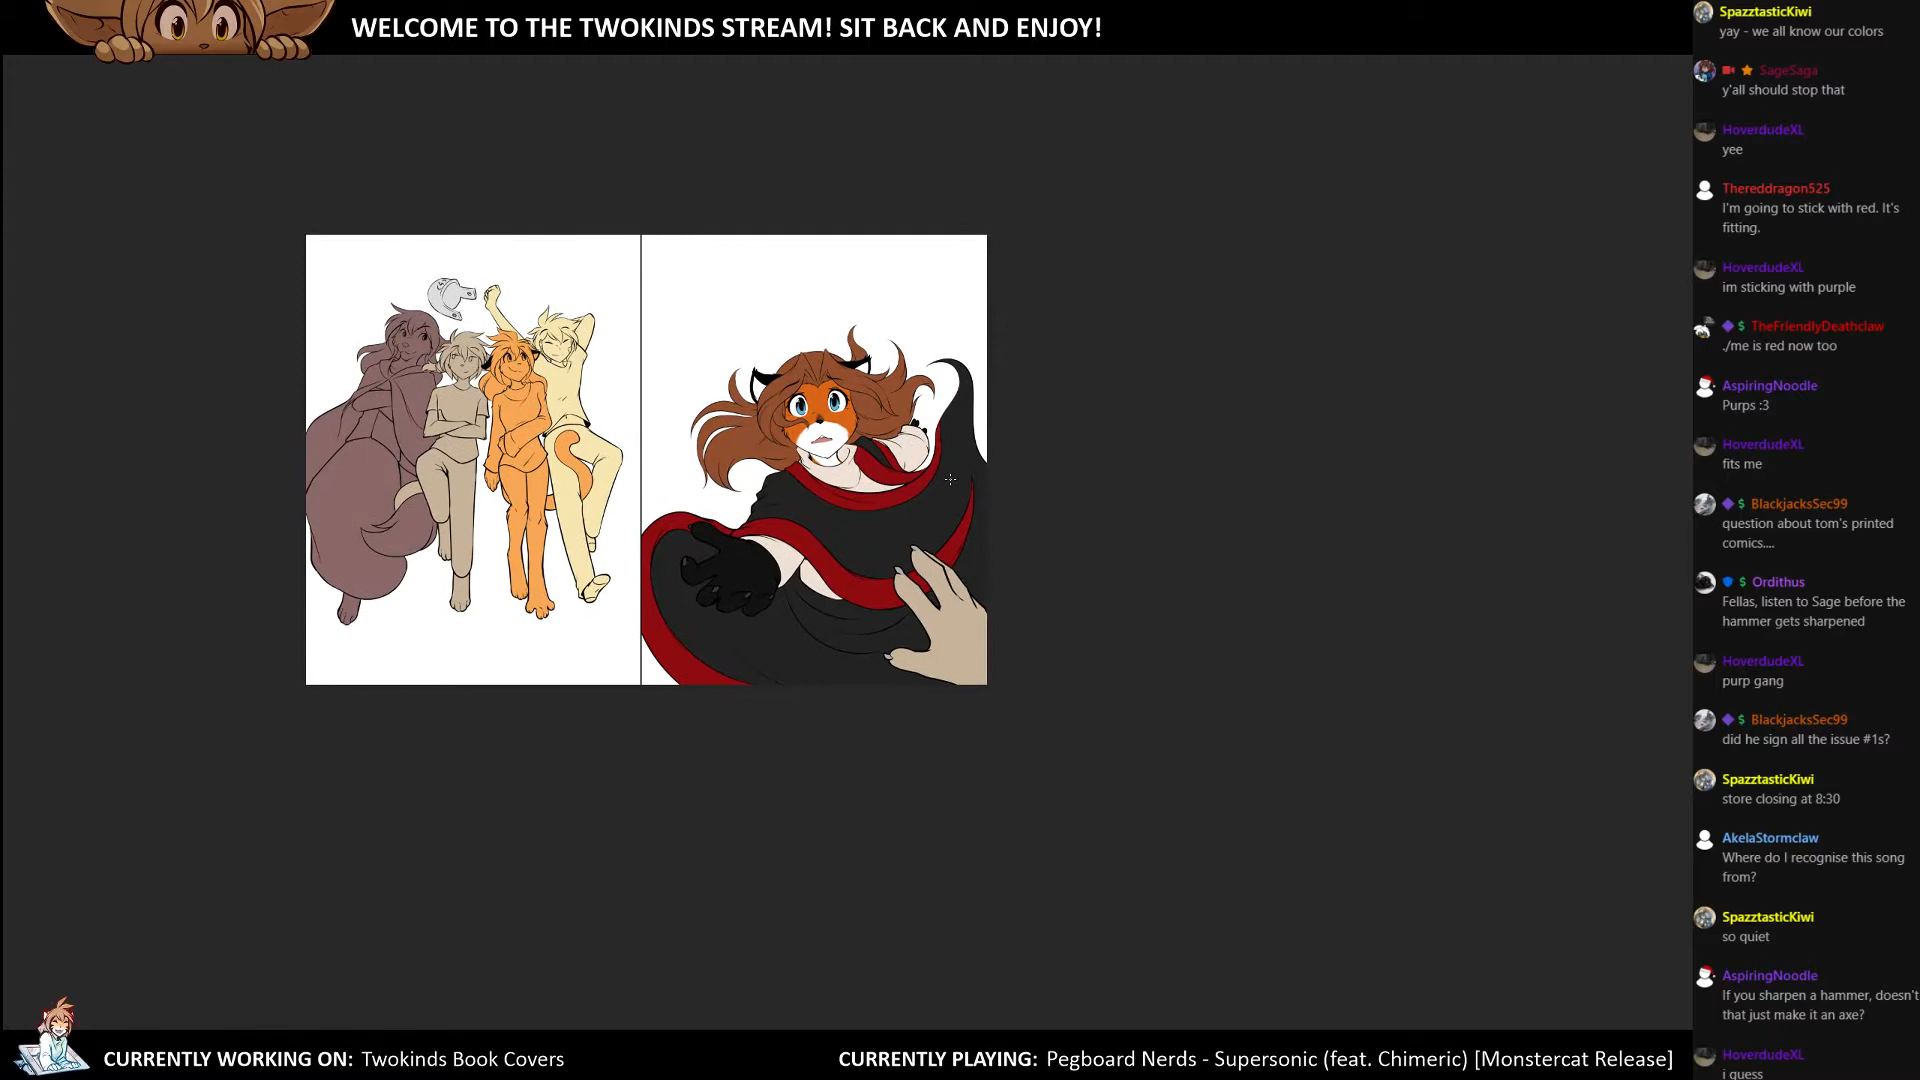 WELCOME TO THE TWOKINDS STREAM! SIT BACK AND ENJOY!
SpazztasticKiwi
yay - we all know our colors
SageSaga
y'all should stop that
HoverdudeXL
yee
Thereddragon525
I'm going to stick with red. It's
fitting.
HoverdudeXL
im sticking with purple
TheFriendlyDeathclaw
./me is red now too
AspiringNoodle
Purps :3
HoverdudeXL
fits me
BlackjacksSec99
question about tom's printed
comics....
Ordithus
Fellas, listen to Sage before the
hammer gets sharpened
HoverdudeXL
purp gang
BlackjacksSec99
did he sign all the issue #1s?
SpazztasticKiwi
store closing at 8:30
AkelaStormclaw
Where do I recognise this song
from?
SpazztasticKiwi
so quiet
AspiringNoodle
If you sharpen a hammer, doesn't
that just make it an axe?
HoverdudeXL
i guess
CURRENTLY WORKING ON: Twokinds Book Covers
CURRENTLY PLAYING: Pegboard Nerds - Supersonic (feat. Chimeric) [Monstercat Release]